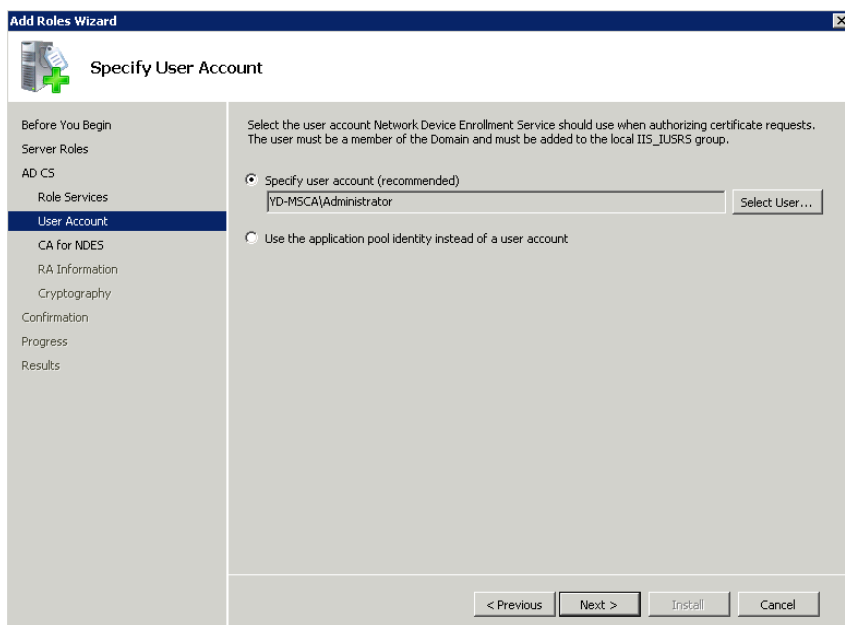 Add Roles Wizard
Specify User Account
Before You Begin
Server Roles
AD CS
Role Services
User Account
CA for NDES
RA Information
Cryptography
Confirmation
Progress
Results
Select the user account Network Device Enrollment Service should use when authorizing certificate requests.
The user must be a member of the Domain and must be added to the local IIS_IUSRS group.
Specify user account (recommended)
YD-MSCA\Administrator
Select User...
Use the application pool identity instead of a user account
< Previous
Next >
Install
Cancel